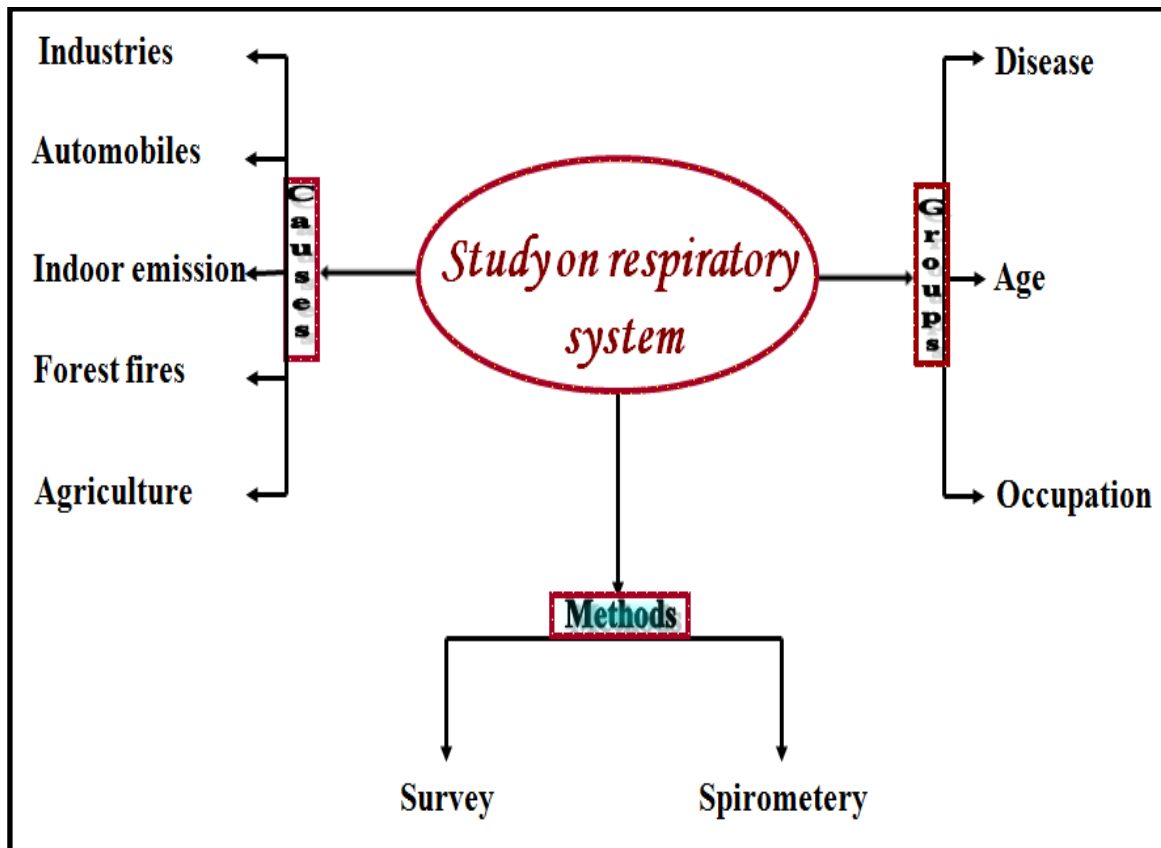 Industries
Automobiles
Indoor emission
Forest fires
Agriculture
Causes
Study on respiratory
system
Groups
Disease
Age
Occupation
Methods
Survey
Spirometery